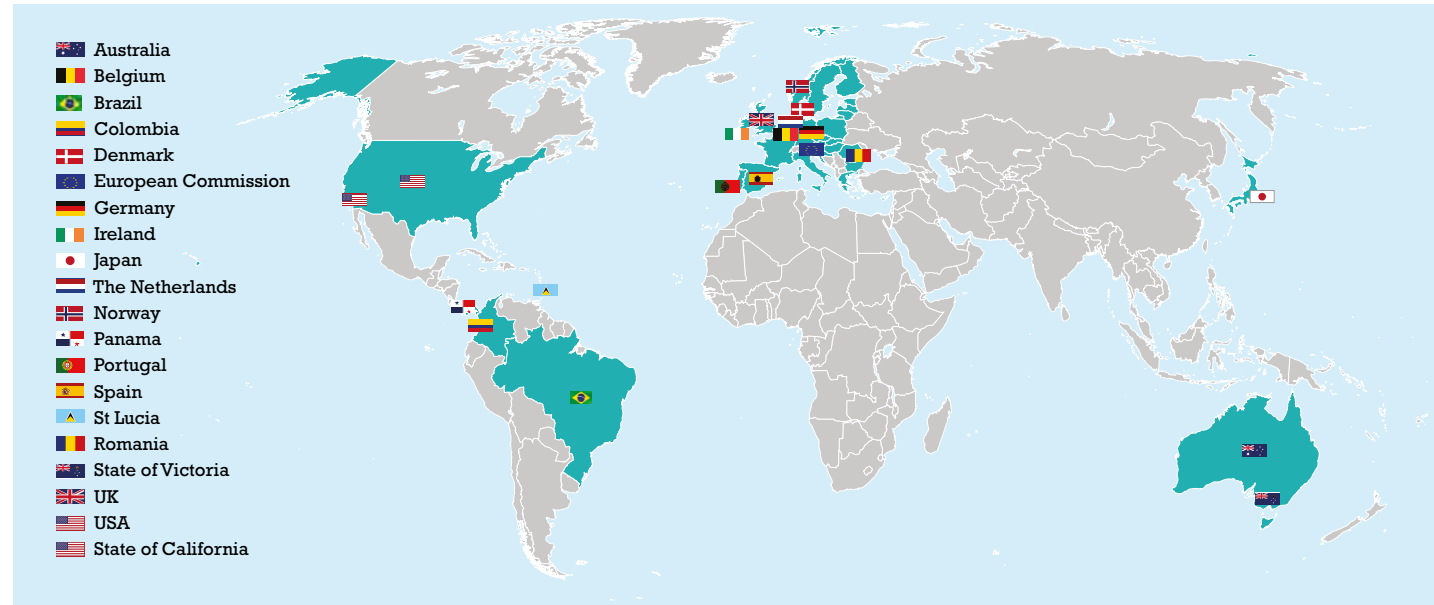 Australia
Belgium
Brazil
Colombia
Denmark
European Commission
Germany
Ireland
Japan
The Netherlands
Norway
Panama
Portugal
Spain
St Lucia
Romania
State of Victoria
UK
USA
State of California